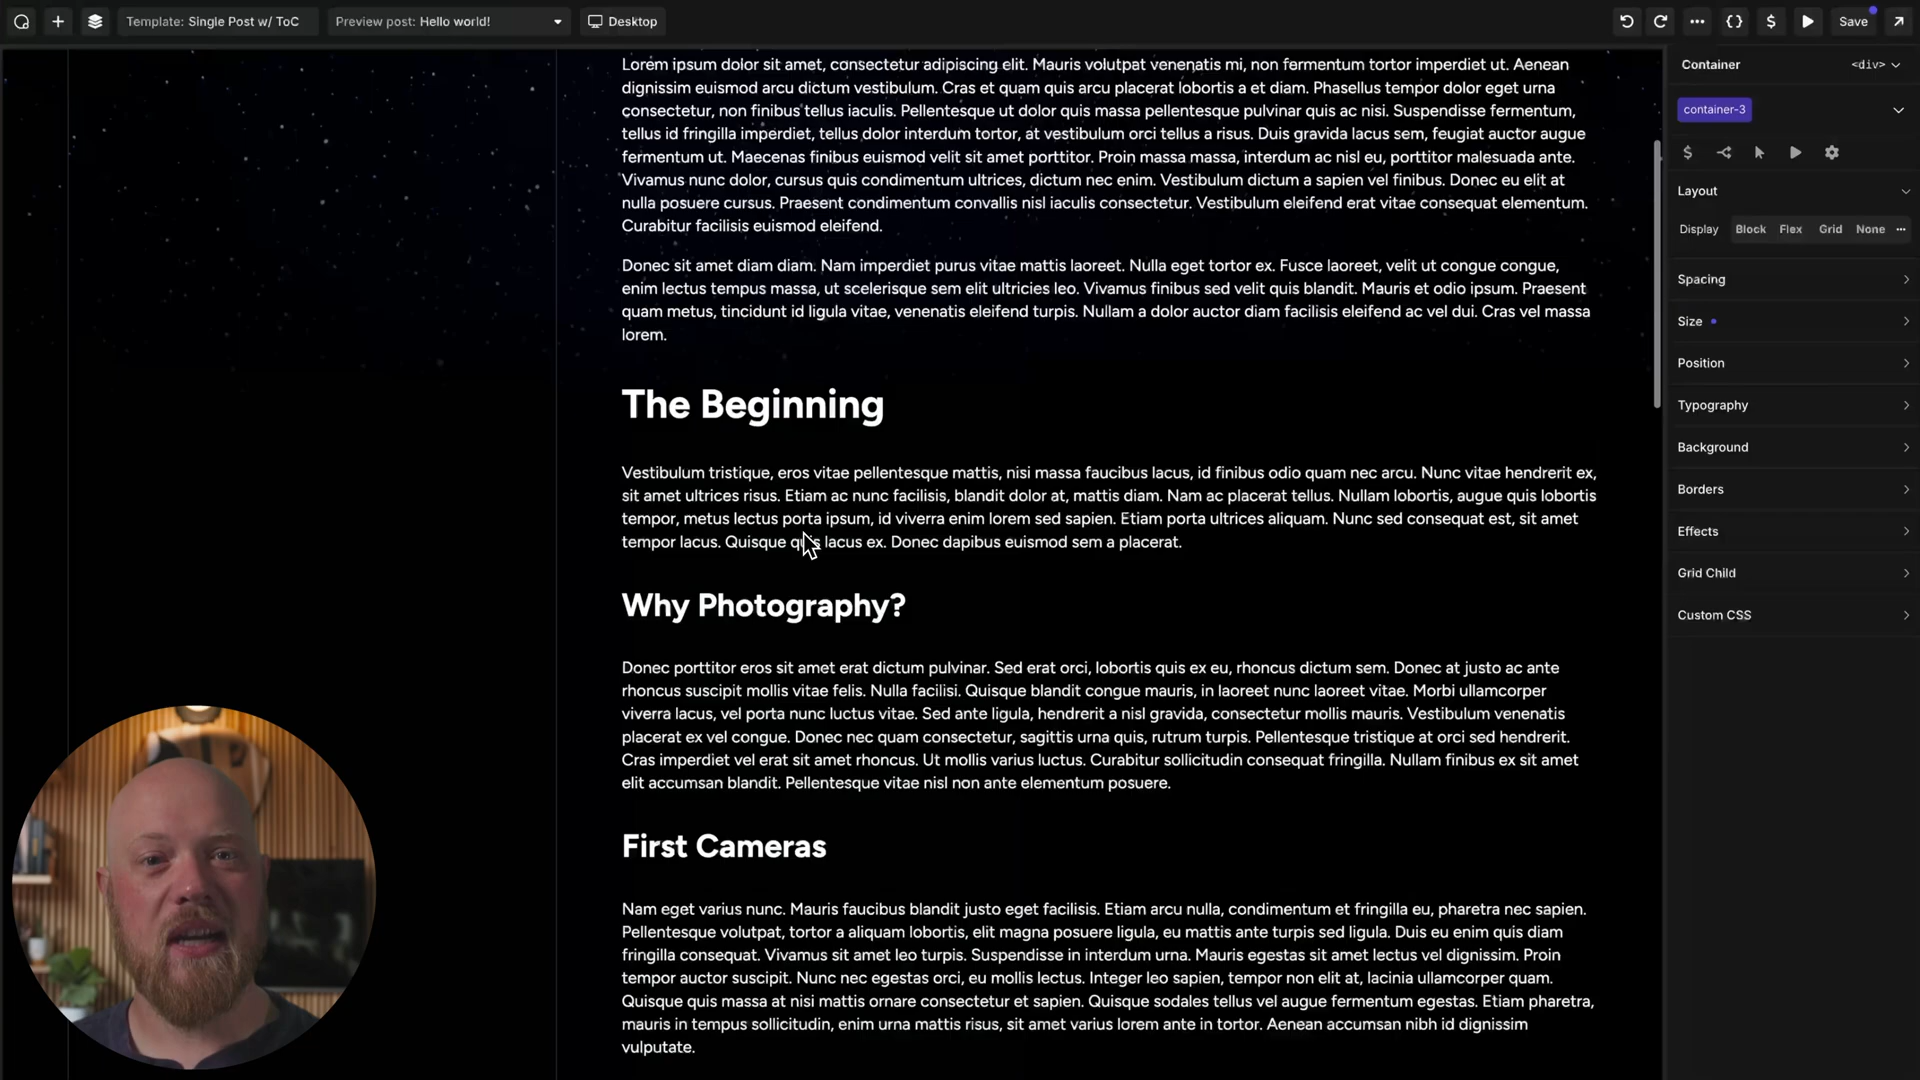 Template: Single Post w/ ToC
Preview post: Hello world!
Desktop
{}
$
Save
Container
<div>
container-3
$
Layout
Display Block Flex Grid None
Spacing
Size
Position
Typography
Background
Borders
Effects
Grid Child
Custom CSS
Lorem ipsum dolor sit amet, consectetur adipiscing elit. Mauris volutpat venenatis mi, non fermentum tortor imperdiet ut. Aenean
dignissim euismod arcu dictum vestibulum. Cras et quam quis arcu placerat lobortis a et diam. Phasellus tempor dolor eget urna
consectetur, non finibus tellus iaculis. Pellentesque ut dolor quis massa pellentesque pulvinar quis ac nisi. Suspendisse fermentum,
tellus id fringilla imperdiet, tellus dolor interdum tortor, at vestibulum orci tellus a risus. Duis gravida lacus sem, feugiat auctor augue
fermentum ut. Maecenas finibus euismod velit sit amet porttitor. Proin massa massa, interdum ac nisl eu, porttitor malesuada ante.
Vivamus nunc dolor, cursus quis condimentum ultrices, dictum nec enim. Vestibulum dictum a sapien vel finibus. Donec eu elit at
nulla posuere cursus. Praesent condimentum convallis nisl iaculis consectetur. Vestibulum eleifend erat vitae consequat elementum.
Curabitur facilisis euismod eleifend.
Donec sit amet diam diam. Nam imperdiet purus vitae mattis laoreet. Nulla eget tortor ex. Fusce laoreet, velit ut congue congue,
enim lectus tempus massa, ut scelerisque sem elit ultricies leo. Vivamus finibus sed velit quis blandit. Mauris et odio ipsum. Praesent
quam metus, tincidunt id ligula vitae, venenatis eleifend turpis. Nullam a dolor auctor diam facilisis eleifend ac vel dui. Cras vel massa
lorem.
The Beginning
Vestibulum tristique, eros vitae pellentesque mattis, nisi massa faucibus lacus, id finibus odio quam nec arcu. Nunc vitae hendrerit ex,
sit amet ultrices risus. Etiam ac nunc facilisis, blandit dolor at, mattis diam. Nam ac placerat tellus. Nullam lobortis, augue quis lobortis
tempor, metus lectus porta ipsum, id viverra enim lorem sed sapien. Etiam porta ultrices aliquam. Nunc sed consequat est, sit amet
tempor lacus. Quisque quis lacus ex. Donec dapibus euismod sem a placerat.
Why Photography?
Donec porttitor eros sit amet erat dictum pulvinar. Sed erat orci, lobortis quis ex eu, rhoncus dictum sem. Donec at justo ac ante
rhoncus suscipit mollis vitae felis. Nulla facilisi. Quisque blandit congue mauris, in laoreet nunc laoreet vitae. Morbi ullamcorper
viverra lacus, vel porta nunc luctus vitae. Sed ante ligula, hendrerit a nisl gravida, consectetur mollis mauris. Vestibulum venenatis
placerat ex vel congue. Donec nec quam consectetur, sagittis urna quis, rutrum turpis. Pellentesque tristique at orci sed hendrerit.
Cras imperdiet vel erat sit amet rhoncus. Ut mollis varius luctus. Curabitur sollicitudin consequat fringilla. Nullam finibus ex sit amet
elit accumsan blandit. Pellentesque vitae nisl non ante elementum posuere.
First Cameras
Nam eget varius nunc. Mauris faucibus blandit justo eget facilisis. Etiam arcu nulla, condimentum et fringilla eu, pharetra nec sapien.
Pellentesque volutpat, tortor a aliquam lobortis, elit magna posuere ligula, eu mattis ante turpis sed ligula. Duis eu enim quis diam
fringilla consequat. Vivamus sit amet leo turpis. Suspendisse in interdum urna. Mauris egestas sit amet lectus vel dignissim. Proin
tempor auctor suscipit. Nunc nec egestas orci, eu mollis lectus. Integer leo sapien, tempor non elit at, lacinia ullamcorper quam.
Quisque quis massa at nisi mattis ornare consectetur et sapien. Quisque sodales tellus vel augue fermentum egestas. Etiam pharetra,
mauris in tempus sollicitudin, enim urna mattis risus, sit amet varius lorem ante in tortor. Aenean accumsan nibh id dignissim
vulputate.